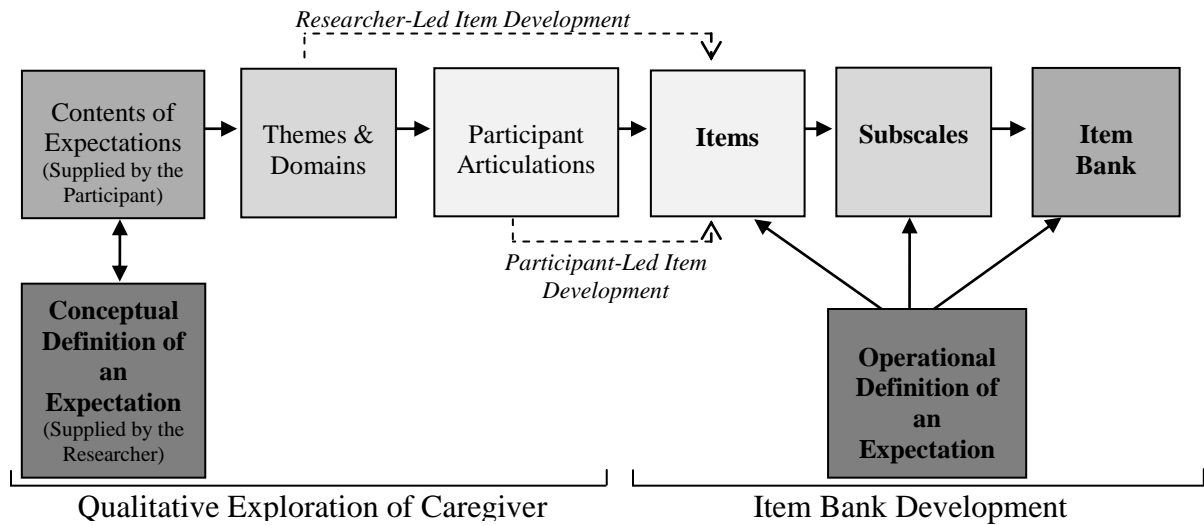 Researcher-Led Item Development
Contents of
Expectations
(Supplied by the
Participant)
Themes &
Domains
Participant
Articulations
Items
Subscales
Item
Bank
Participant-Led Item
Development
Conceptual
Definition of
an
Expectation
(Supplied by the
Researcher)
Operational
Definition of
an
Expectation
Qualitative Exploration of Caregiver
Item Bank Development